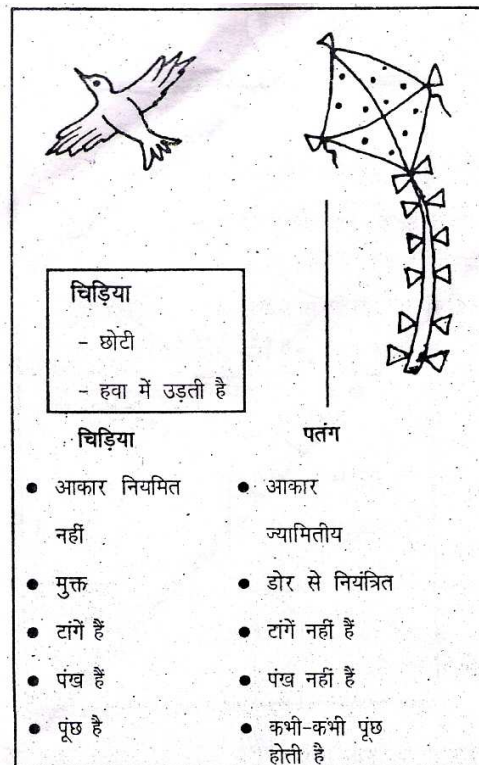 चिड़िया
- छोटी
- हवा में उड़ती है
चिड़िया
• आकार नियमित
नहीं
• मुक्त
• टांगें हैं
• पंख हैं
• पूंछ है
पतंग
• आकार
ज्यामितीय
• डोर से नियंत्रित
• टांगें नहीं हैं
• पंख नहीं हैं
• कभी-कभी पूंछ
होती है